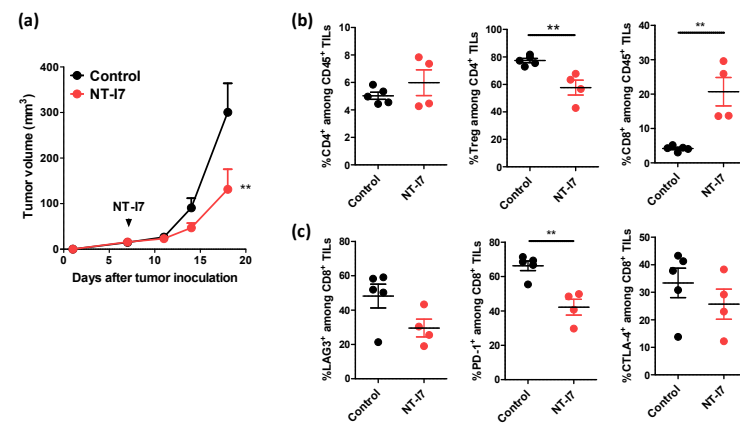 (a)
Control
NT-I7
Tumor volume (mm3)
400
300
200
100
0
NT-I7
**
0 5 10 15 20
Days after tumor inoculation
(b)
%CD4+ among CD45+ TILs
10
8
6
4
2
0
Control NT-I7
%Treg among CD4+ TILs
**
100
80
60
40
20
0
Control NT-I7
%CD8+ among CD45+ TILs
**
40
30
20
10
0
Control NT-I7
(c)
%LAG3+ among CD8+ TILs
80
60
40
20
0
Control NT-I7
%PD-1+ among CD8+ TILs
**
80
60
40
20
0
Control NT-I7
%CTLA-4+ among CD8+ TILs
50
40
30
20
10
0
Control NT-I7